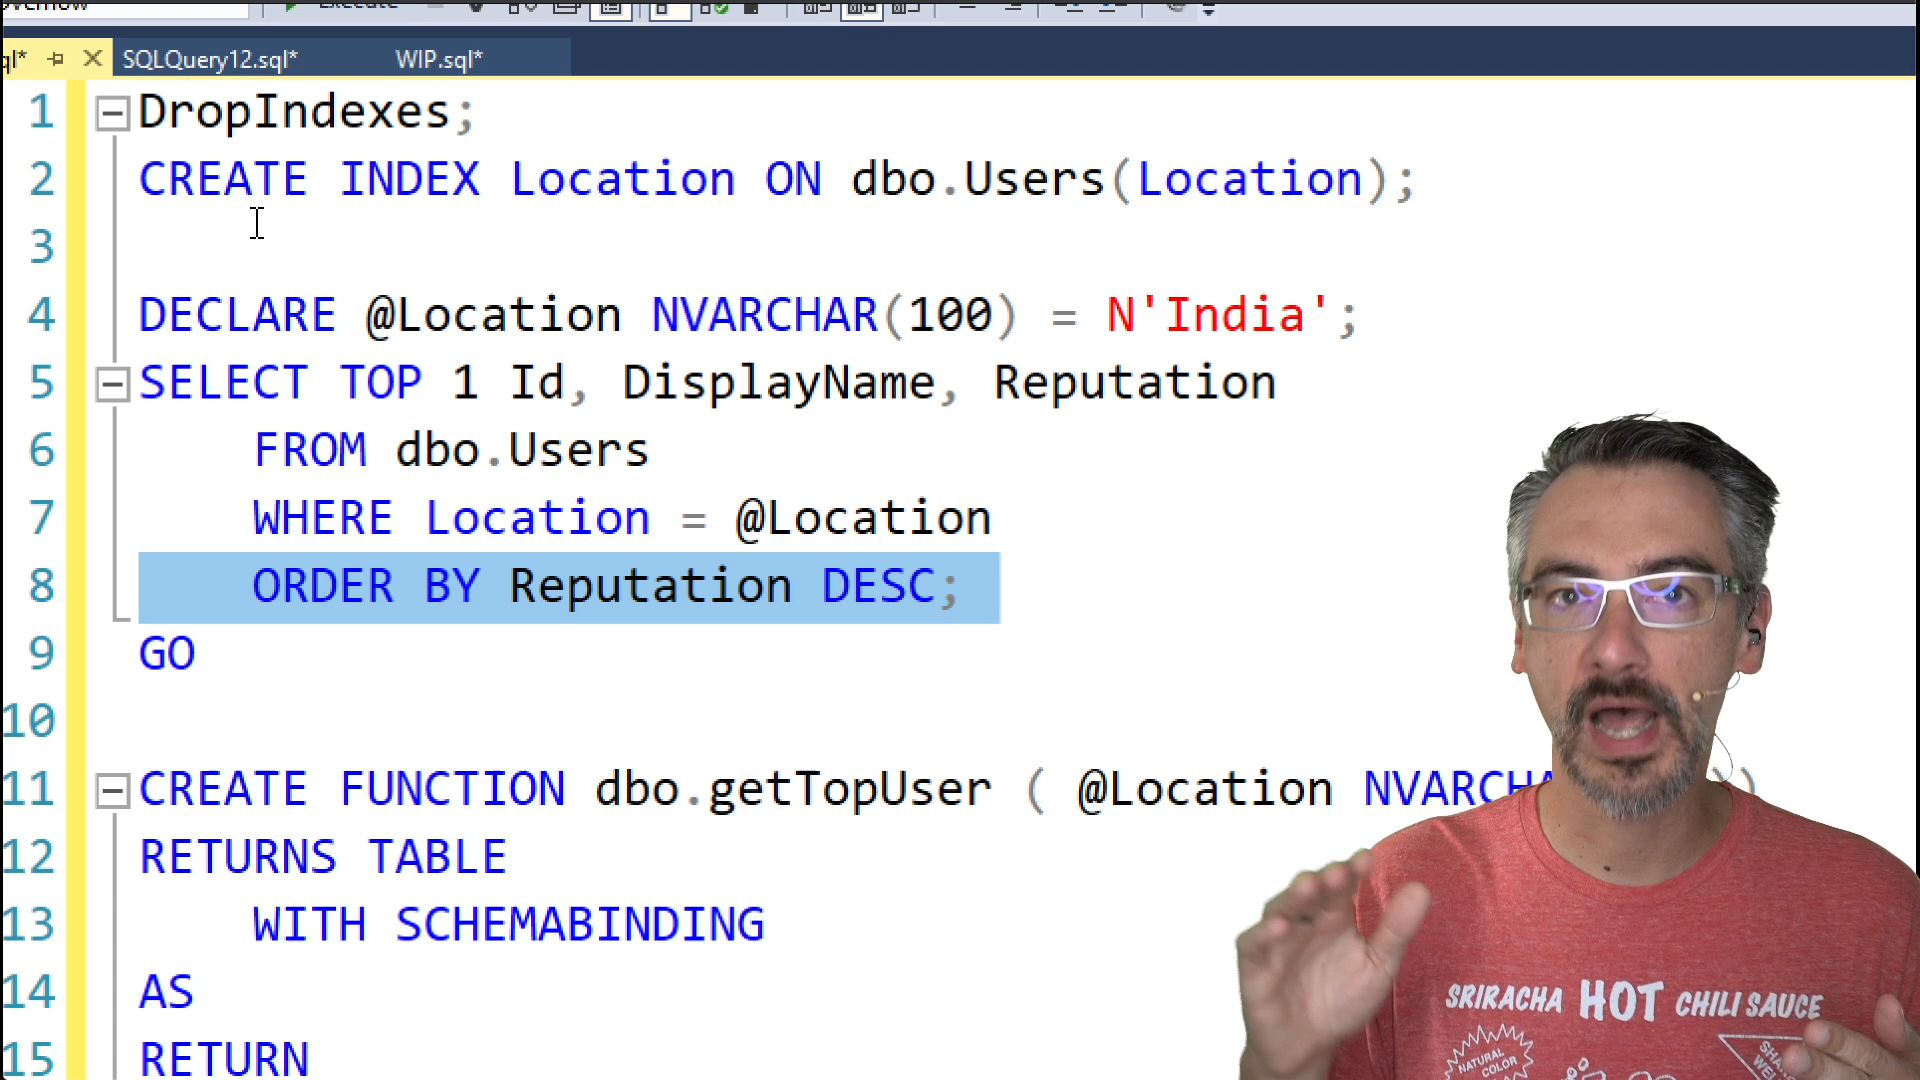 Execute
SQLQuery12.sql*
WIP.sql*
1 DropIndexes;
2 CREATE INDEX Location ON dbo.Users(Location);
3
4 DECLARE @Location NVARCHAR(100) = N'India';
5 SELECT TOP 1 Id, DisplayName, Reputation
6 FROM dbo.Users
7 WHERE Location = @Location
8 ORDER BY Reputation DESC;
9 GO
10
11 CREATE FUNCTION dbo.getTopUser ( @Location NVARCHA ))
12 RETURNS TABLE
13 WITH SCHEMABINDING
14 AS
15 RETURN
SRIRACHA HOT CHILI SAUCE
NATURAL
COLOR